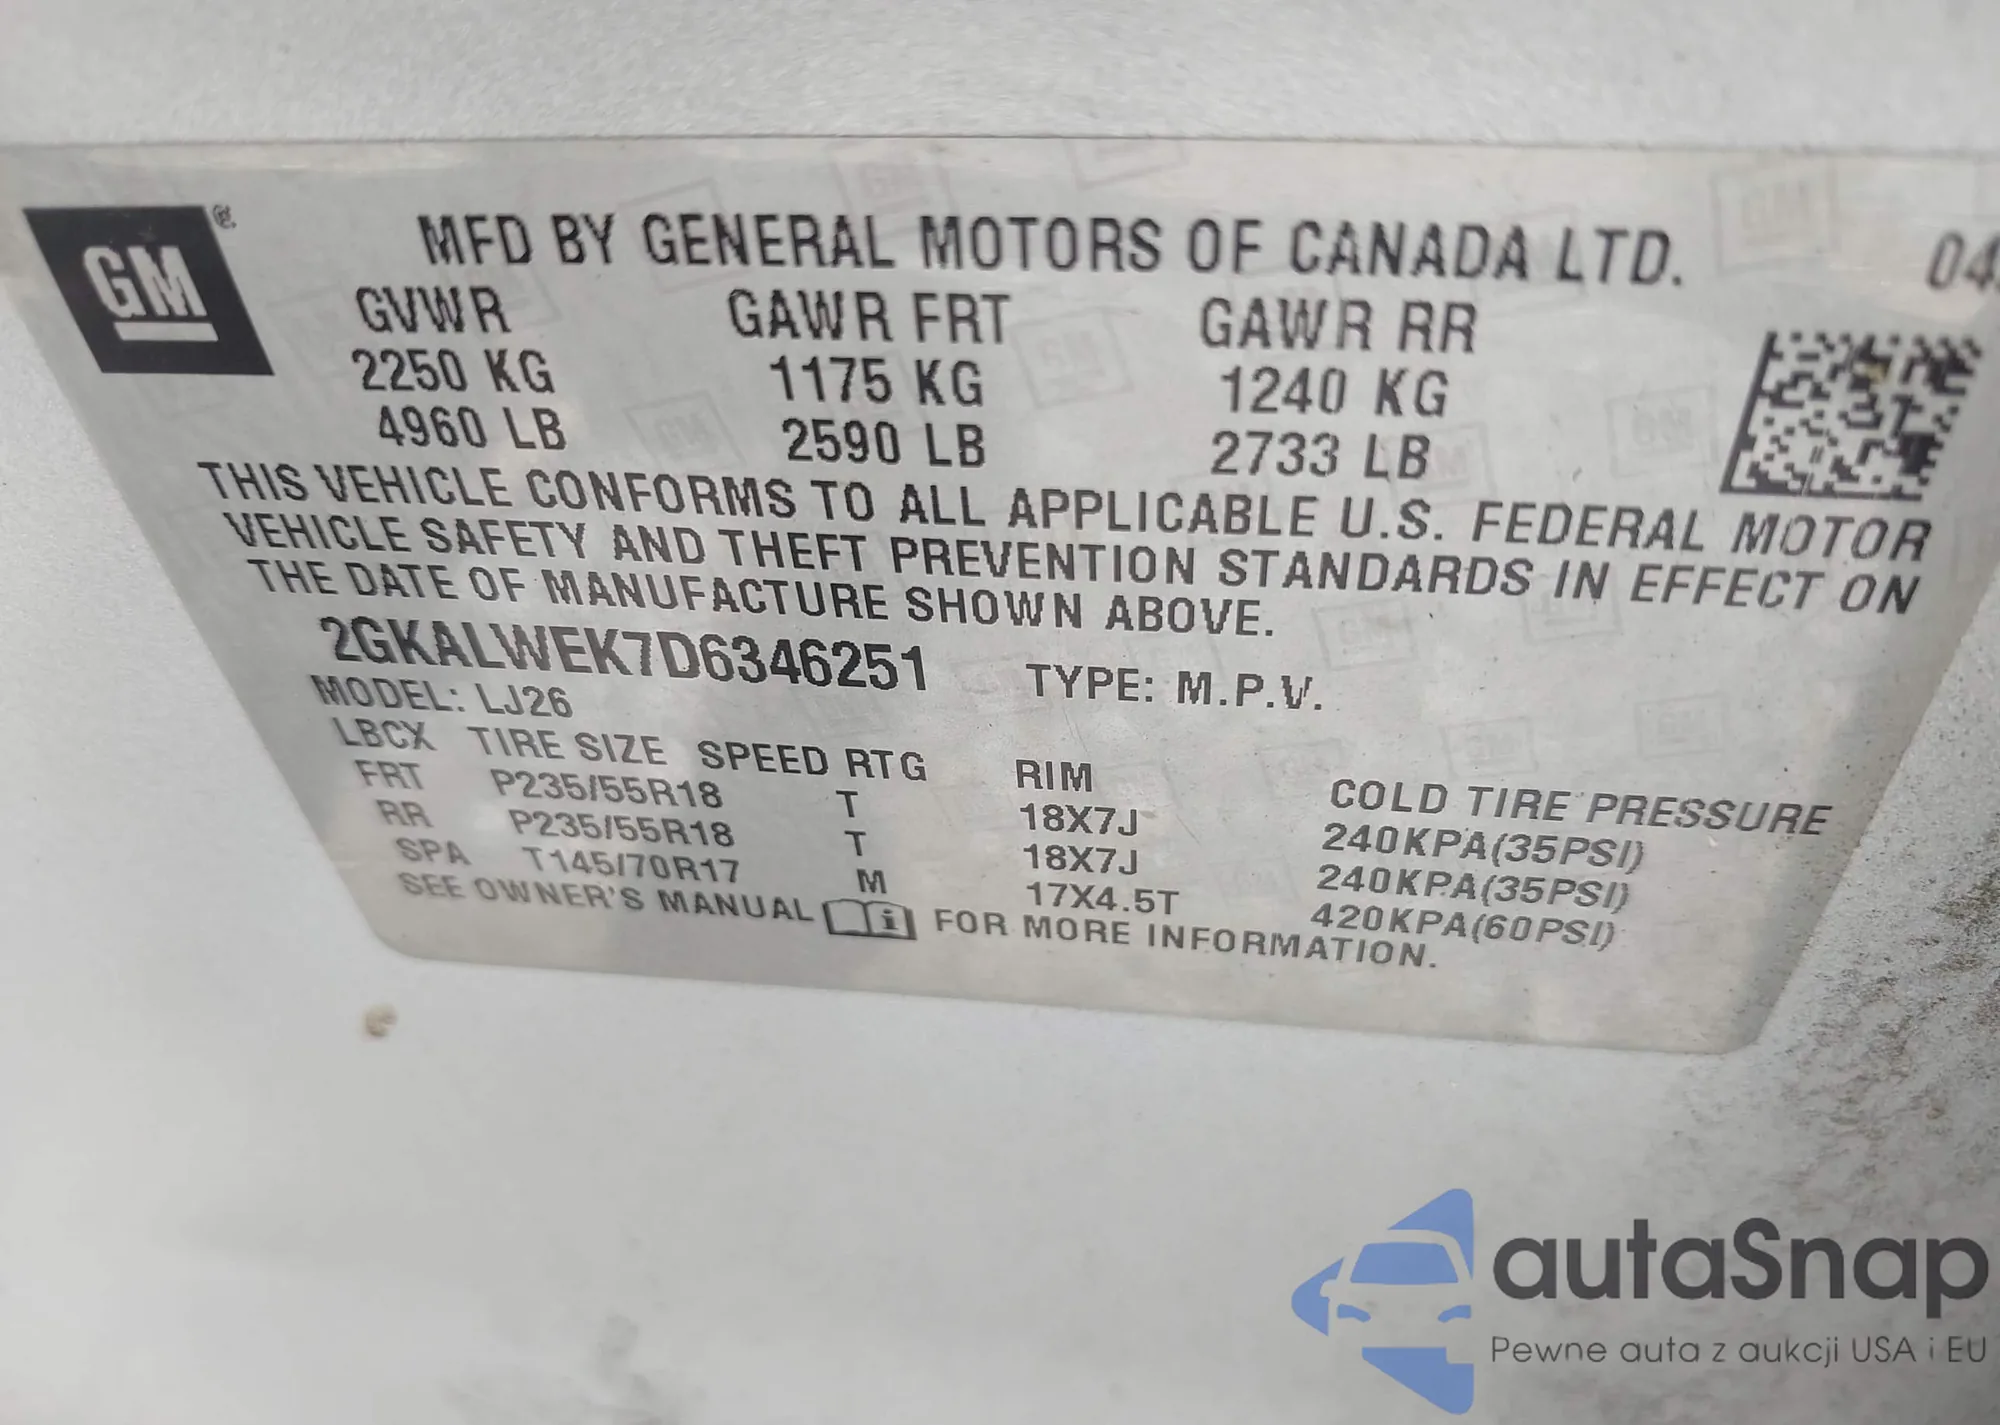 GM ®
MFD BY GENERAL MOTORS OF CANADA LTD. 04
GVWR GAWR FRT GAWR RR
2250 KG 1175 KG 1240 KG
4960 LB 2590 LB 2733 LB
THIS VEHICLE CONFORMS TO ALL APPLICABLE U.S. FEDERAL MOTOR
VEHICLE SAFETY AND THEFT PREVENTION STANDARDS IN EFFECT ON
THE DATE OF MANUFACTURE SHOWN ABOVE.
2GKALWEK7D6346251 TYPE: M.P.V.
MODEL: LJ26
LBCX TIRE SIZE SPEED RTG RIM COLD TIRE PRESSURE
FRT P235/55R18 T 18X7J 240KPA(35PSI)
RR P235/55R18 T 18X7J 240KPA(35PSI)
SPA T145/70R17 M 17X4.5T 420KPA(60PSI)
SEE OWNER'S MANUAL i FOR MORE INFORMATION.
autaSnap
Pewne auta z aukcji USA i EU